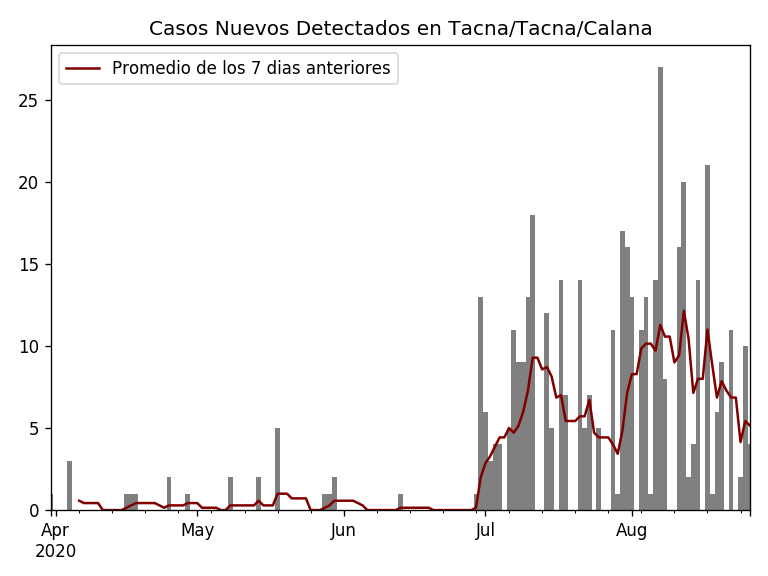 Casos Nuevos Detectados en Tacna/Tacna/Calana
Promedio de los 7 dias anteriores
25
20
15
10
5
0
Apr May Jun Jul Aug
2020